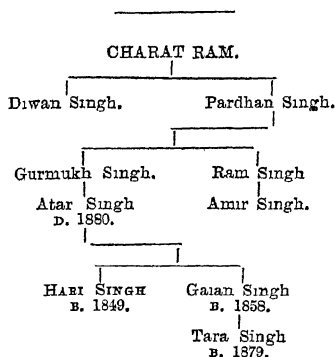 CHARAT RAM.
Diwan Singh. Pardhan Singh.
Gurmukh Singh. Ram Singh
Atar Singh Amir Singh.
D. 1880.
HARI SINGH Gaian Singh
B. 1849. B. 1858.
Tara Singh
B. 1879.